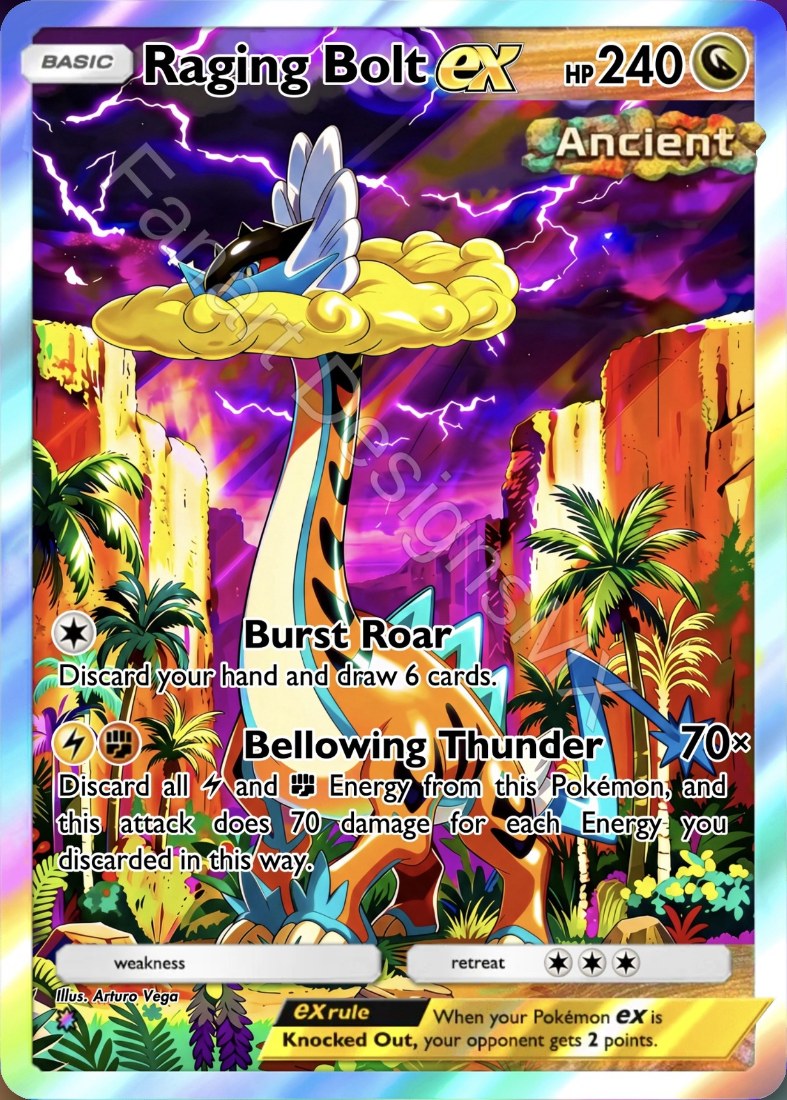 BASIC
Raging Bolt ex HP 240
Ancient
Fanart DesignsMX
Burst Roar
Discard your hand and draw 6 cards.
Bellowing Thunder 70×
Discard all and Energy from this Pokémon, and
this attack does 70 damage for each Energy you
discarded in this way.
weakness
retreat
Illus. Arturo Vega
ex rule When your Pokémon ex is
Knocked Out, your opponent gets 2 points.